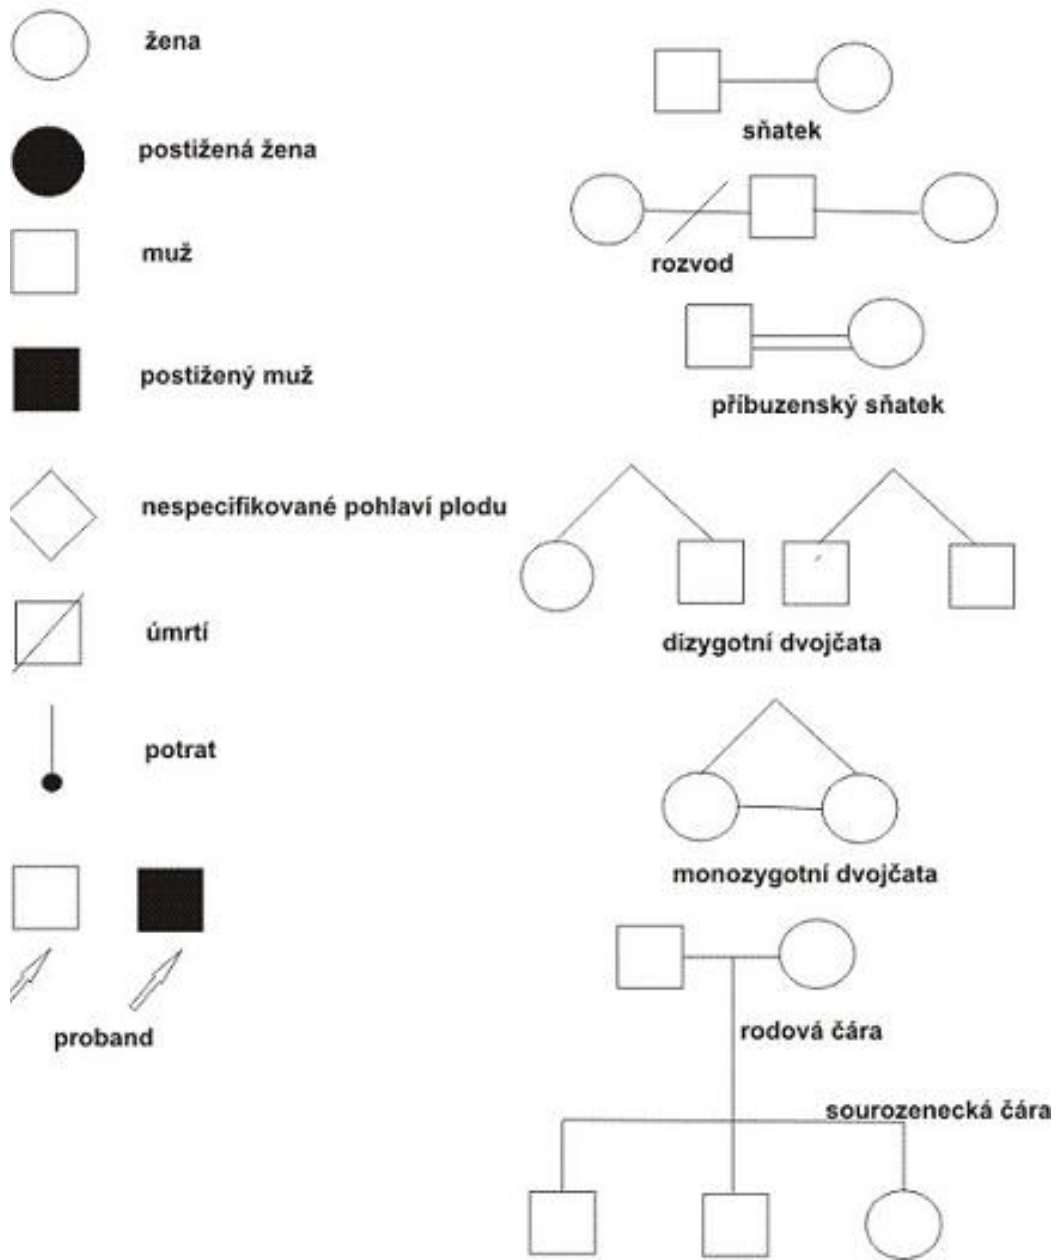 žena
postižená žena
muž
postižený muž
nespecifikované pohlaví plodu
úmrtí
potrat
proband
sňatek
rozvod
příbuzenský sňatek
dizygotní dvojčata
monozygotní dvojčata
rodová čára
sourozenecká čára